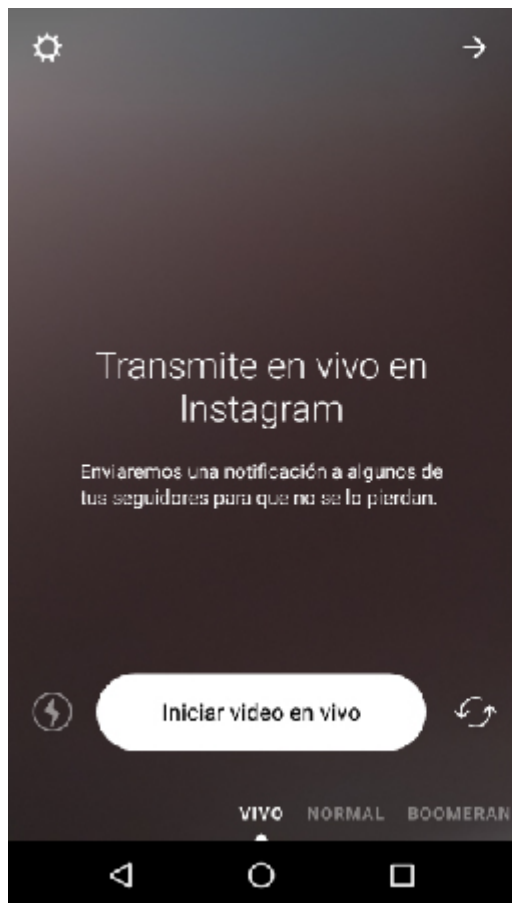 Transmite en vivo en
Instagram
Enviaremos una notificación a algunos de
tus seguidores para que no se lo pierdan.
Iniciar video en vivo
VIVO NORMAL BOOMERAN